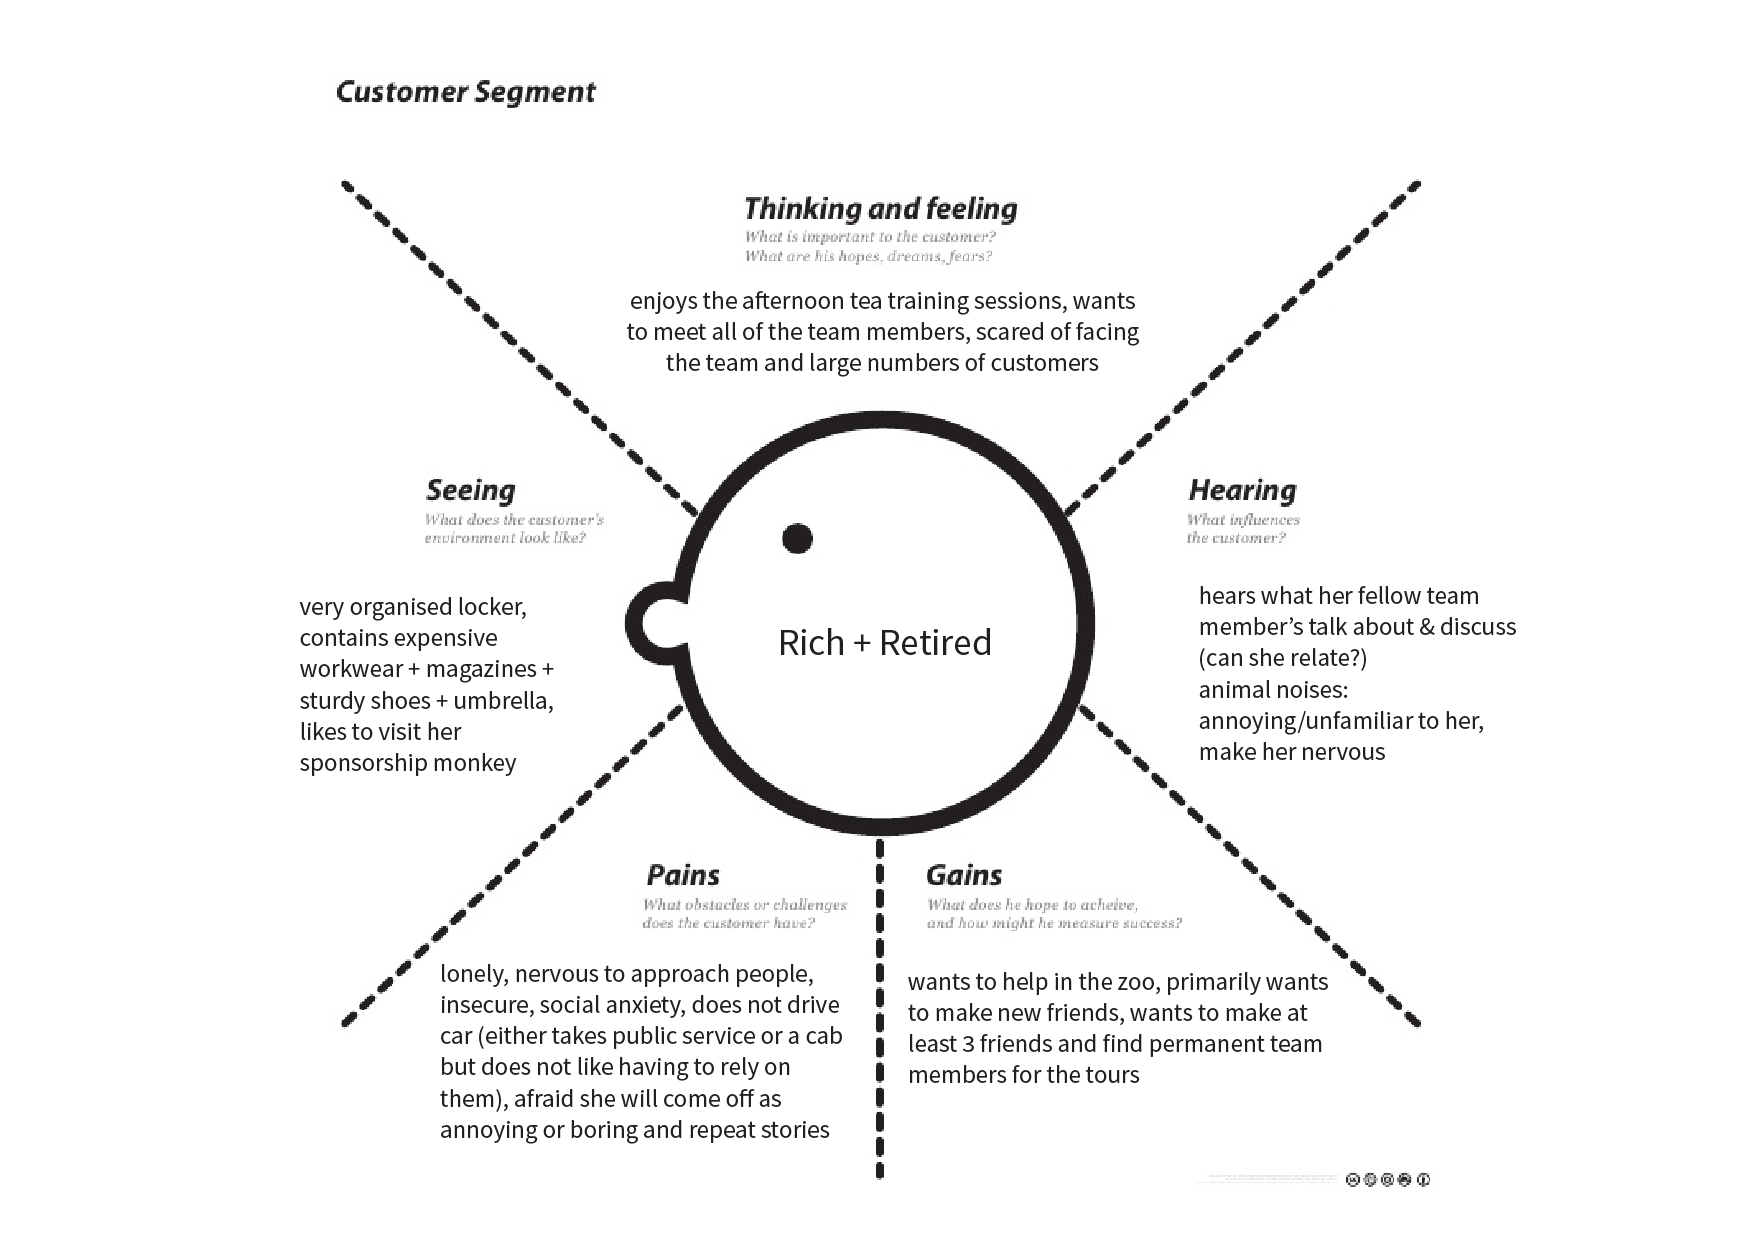 Customer Segment
Thinking and feeling
What is important to the customer?
What are his hopes, dreams, fears?
enjoys the afternoon tea training sessions, wants
to meet all of the team members, scared of facing
the team and large numbers of customers
Seeing
What does the customer's
environment look like?
very organised locker,
contains expensive
workwear + magazines +
sturdy shoes + umbrella,
likes to visit her
sponsorship monkey
Rich + Retired
Hearing
What influences
the customer?
hears what her fellow team
member’s talk about & discuss
(can she relate?)
animal noises:
annoying/unfamiliar to her,
make her nervous
Pains
What obstacles or challenges
does the customer have?
lonely, nervous to approach people,
insecure, social anxiety, does not drive
car (either takes public service or a cab
but does not like having to rely on
them), afraid she will come off as
annoying or boring and repeat stories
Gains
What does he hope to acheive,
and how might he measure success?
wants to help in the zoo, primarily wants
to make new friends, wants to make at
least 3 friends and find permanent team
members for the tours